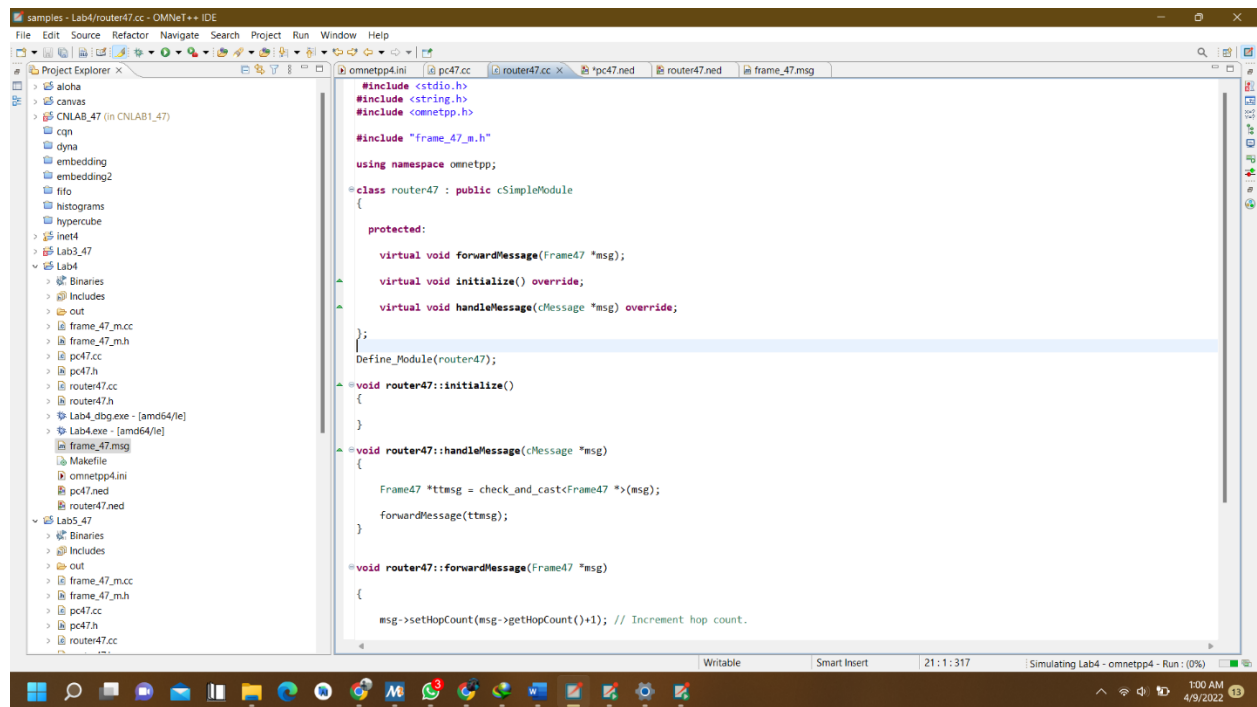 samples - Lab4/router47.cc - OMNeT++ IDE
File Edit Source Refactor Navigate Search Project Run Window Help
Project Explorer
omnetpp4.ini pc47.cc router47.cc *pc47.ned router47.ned frame_47.msg
aloha
canvas
CNLAB_47 (in CNLAB1_47)
cqn
dyna
embedding
embedding2
fifo
histograms
hypercube
inet4
Lab3_47
Lab4
Binaries
Includes
out
frame_47_m.cc
frame_47_m.h
pc47.cc
pc47.h
router47.cc
router47.h
Lab4_dbg.exe - [amd64/le]
Lab4.exe - [amd64/le]
frame_47.msg
Makefile
omnetpp4.ini
pc47.ned
router47.ned
Lab5_47
Binaries
Includes
out
frame_47_m.cc
frame_47_m.h
pc47.cc
pc47.h
router47.cc
#include <stdio.h>
#include <string.h>
#include <omnetpp.h>
#include "frame_47_m.h"
using namespace omnetpp;
class router47 : public cSimpleModule
{
protected:
virtual void forwardMessage(Frame47 *msg);
virtual void initialize() override;
virtual void handleMessage(cMessage *msg) override;
};
Define_Module(router47);
void router47::initialize()
{
}
void router47::handleMessage(cMessage *msg)
{
Frame47 *ttmsg = check_and_cast<Frame47 *>(msg);
forwardMessage(ttmsg);
}
void router47::forwardMessage(Frame47 *msg)
{
msg->setHopCount(msg->getHopCount()+1); // Increment hop count.
Writable Smart Insert 21 : 1 : 317 Simulating Lab4 - omnetpp4 - Run : (0%)
3
1:00 AM
4/9/2022
13